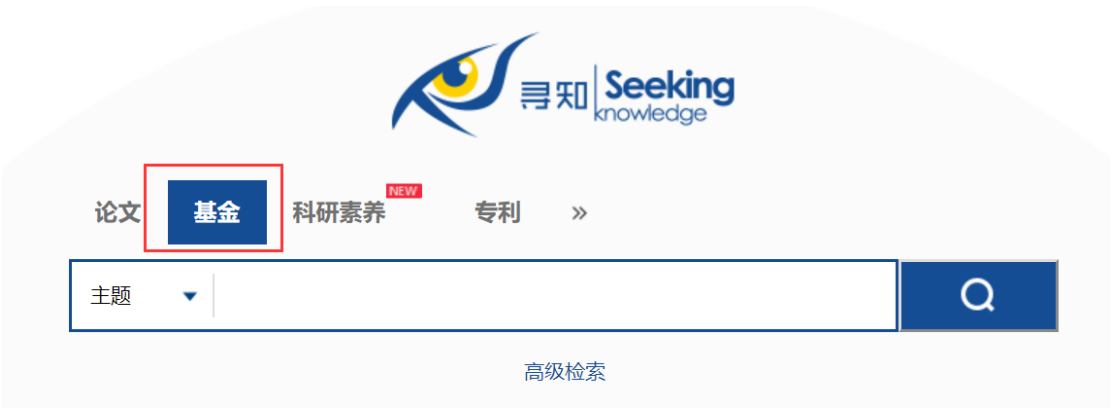 寻知 Seeking
knowledge
论文 基金 科研素养 NEW 专利 »
主题
高级检索